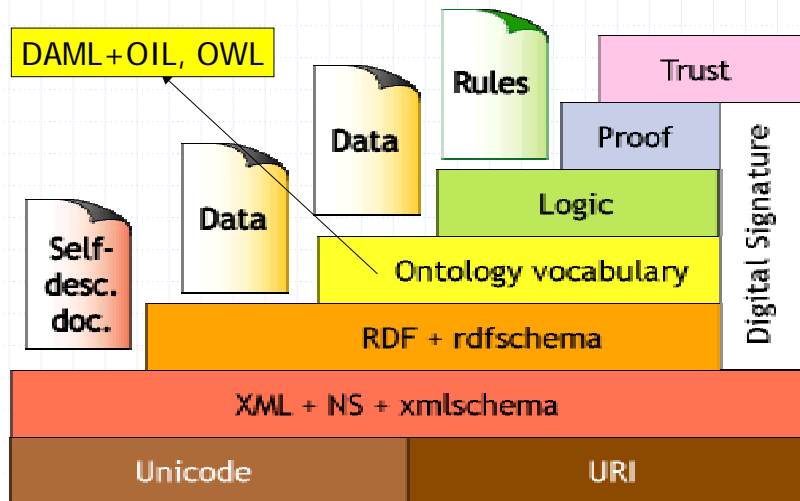 DAML+OIL, OWL
Rules
Trust
Data
Proof
Data
Logic
Self-
desc.
doc.
Ontology vocabulary
Digital Signature
RDF + rdfschema
XML + NS + xmlschema
Unicode
URI